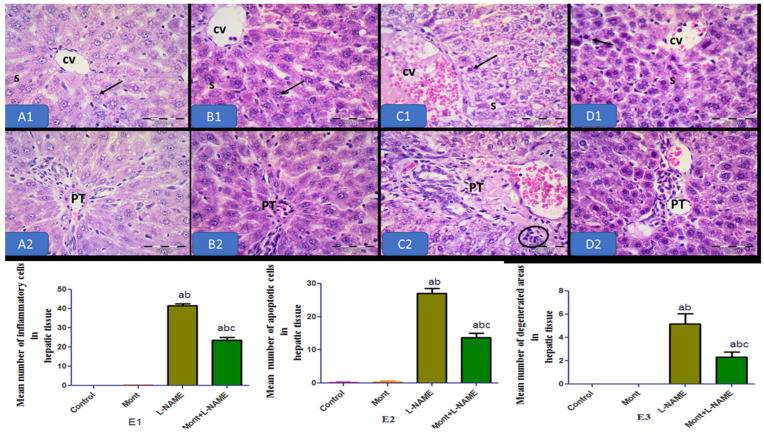 cv
S
A1
cv
S
B1
cv
S
C1
cv
S
D1
PT
A2
PT
B2
PT
C2
PT
D2
Mean number of inflammatory cells
in
hepatic tissue
50
40
30
20
10
0
ab
abc
Control
Mont
L-NAME
Mont+L-NAME
E1
Mean number of apoptotic cells
in
hepatic tissue
30
20
10
0
ab
abc
Control
Mont
L-NAME
Mont+L-NAME
E2
Mean number of degenerated areas
in
hepatic tissue
8
6
4
2
0
ab
abc
Control
Mont
L-NAME
Mont+L-NAME
E3